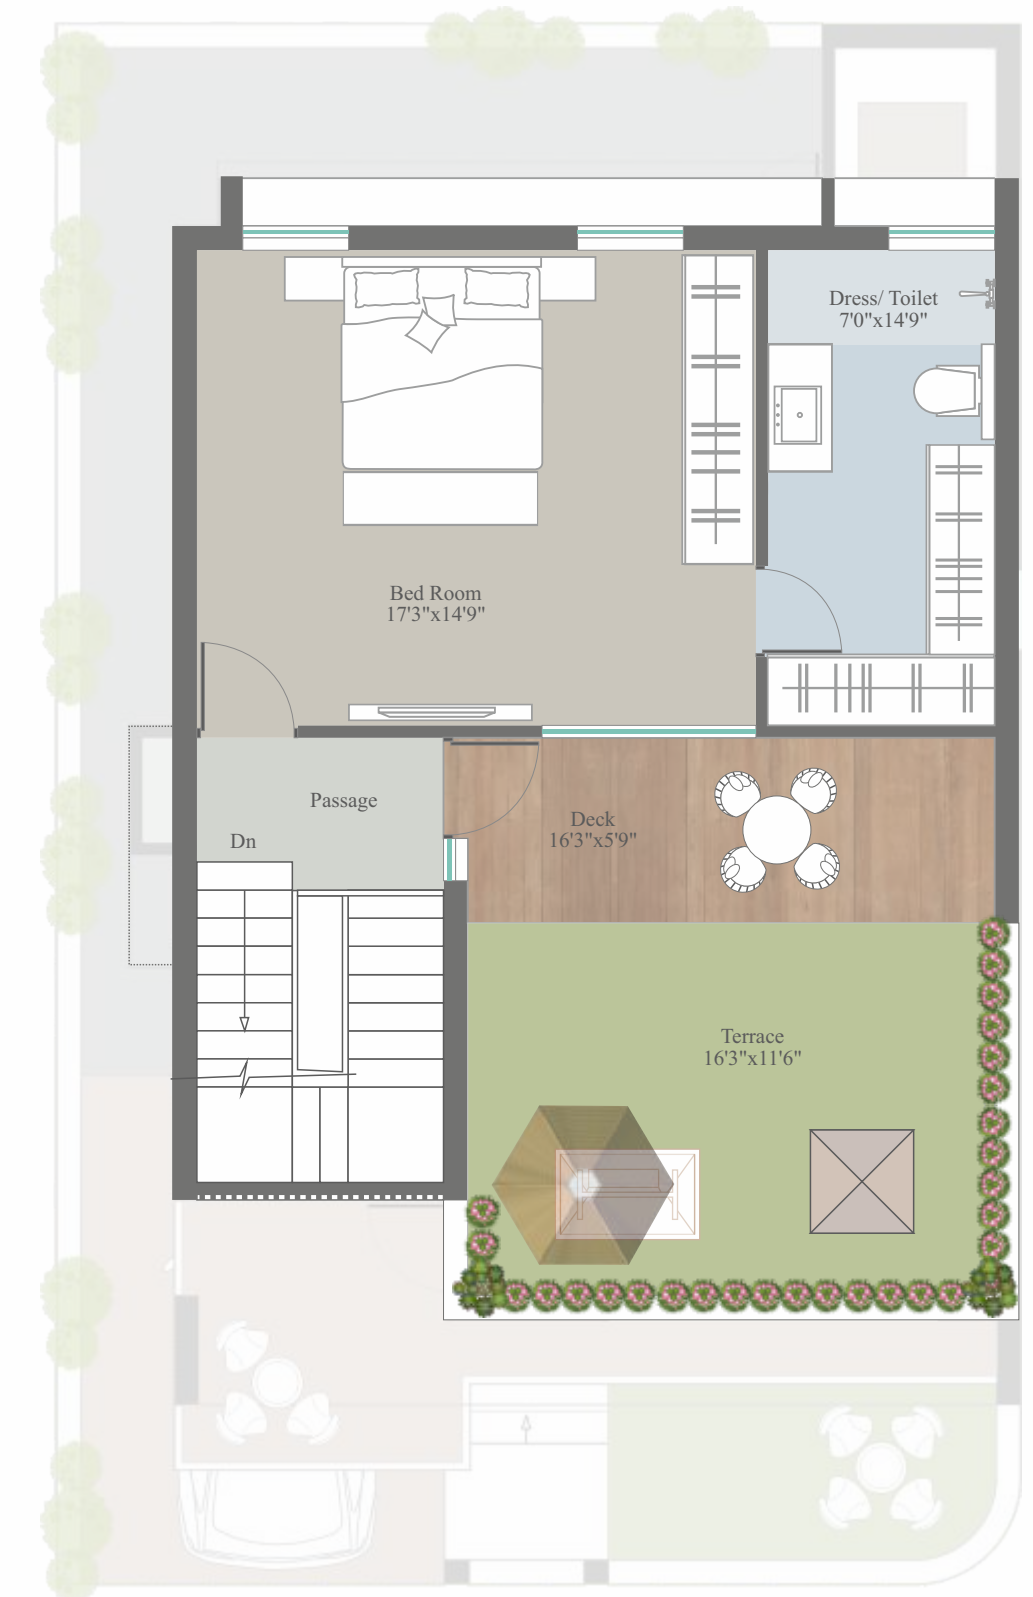 Dress/ Toilet
7'0"x14'9"
Bed Room
17'3"x14'9"
Passage
Dn
Deck
16'3"x5'9"
Terrace
16'3"x11'6"